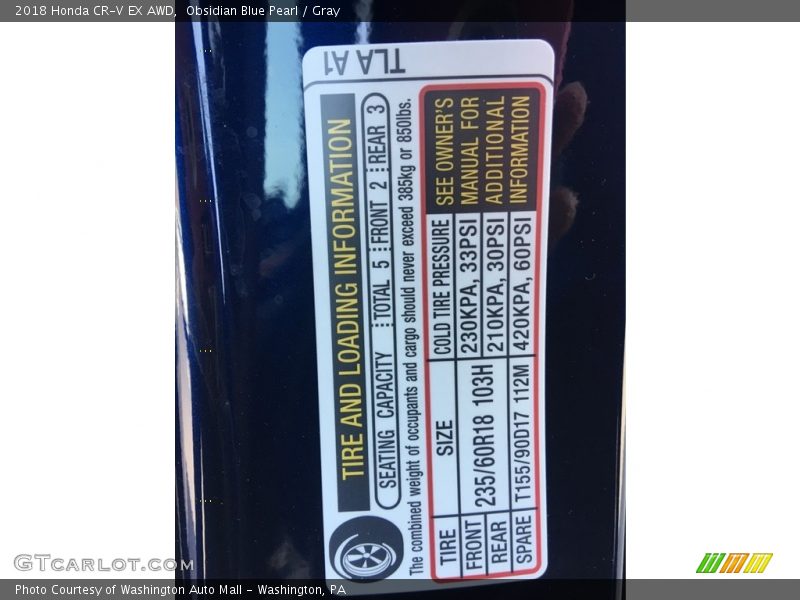 2018 Honda CR-V EX AWD,  Obsidian Blue Pearl / Gray
TLA A1
TIRE AND LOADING INFORMATION
SEATING CAPACITY TOTAL 5 FRONT 2 REAR 3
The combined weight of occupants and cargo should never exceed 385kg or 850lbs.
TIRE SIZE COLD TIRE PRESSURE
FRONT 235/60R18 103H 230KPA, 33PSI
REAR 210KPA, 30PSI
SPARE T155/90D17 112M 420KPA, 60PSI
SEE OWNER'S
MANUAL FOR
ADDITIONAL
INFORMATION
GTCarlot.com
Photo Courtesy of Washington Auto Mall - Washington, PA